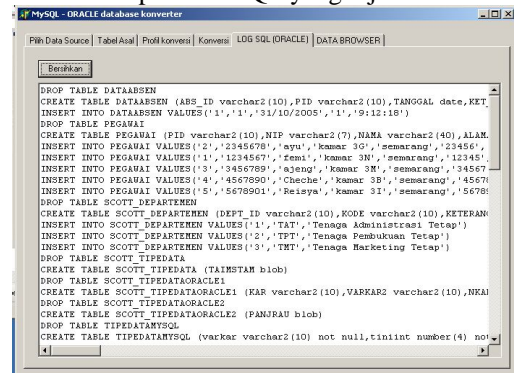 MySQL - ORACLE database konverter
Pilih Data Source Tabel Asal Profil konversi Konversi LOG SQL (ORACLE) DATA BROWSER
Bersihkan
DROP TABLE DATAABSEN
CREATE TABLE DATAABSEN (ABS_ID varchar2(10),PID varchar2(10),TANGGAL date,KET_
INSERT INTO DATAABSEN VALUES('1','1','31/10/2005','1','9:12:18')
DROP TABLE PEGAWAI
CREATE TABLE PEGAWAI (PID varchar2(10),NIP varchar2(7),NAMA varchar2(40),ALAM
INSERT INTO PEGAWAI VALUES('2','2345678','ayu','kamar 3G','semarang','23456',
INSERT INTO PEGAWAI VALUES('1','1234567','femi','kamar 3N','semarang','12345'
INSERT INTO PEGAWAI VALUES('3','3456789','ajeng','kamar 3M','semarang','34567
INSERT INTO PEGAWAI VALUES('4','4567890','Cheche','kamar 3B','semarang','4567
INSERT INTO PEGAWAI VALUES('5','5678901','Reisya','kamar 3I','semarang','5678
DROP TABLE SCOTT_DEPARTEMEN
CREATE TABLE SCOTT_DEPARTEMEN (DEPT_ID varchar2(10),KODE varchar2(10),KETERAN
INSERT INTO SCOTT_DEPARTEMEN VALUES('1','TAT','Tenaga Administrasi Tetap')
INSERT INTO SCOTT_DEPARTEMEN VALUES('2','TPT','Tenaga Pembukuan Tetap')
INSERT INTO SCOTT_DEPARTEMEN VALUES('3','TMT','Tenaga Marketing Tetap')
DROP TABLE SCOTT_TIPEDATA
CREATE TABLE SCOTT_TIPEDATA (TAIMSTAM blob)
DROP TABLE SCOTT_TIPEDATAORACLE1
CREATE TABLE SCOTT_TIPEDATAORACLE1 (KAR varchar2(10),VARKAR2 varchar2(10),NKA
DROP TABLE SCOTT_TIPEDATAORACLE2
CREATE TABLE SCOTT_TIPEDATAORACLE2 (PANJRAU blob)
DROP TABLE TIPEDATAMYSQL
CREATE TABLE TIPEDATAMYSQL (varkar varchar2(10) not null,tiniint number(4) no